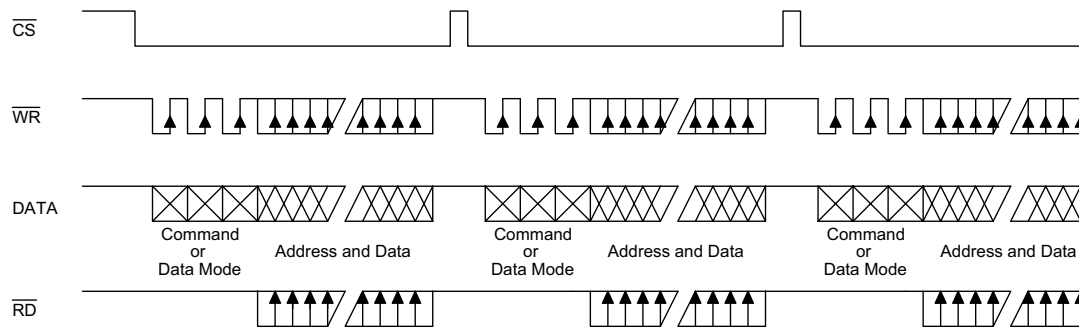 CS
WR
DATA
Command
or
Data Mode
Address and Data
Command
or
Data Mode
Address and Data
Command
or
Data Mode
Address and Data
RD